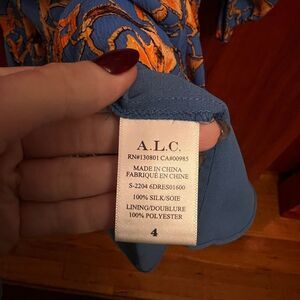 A.L.C.
RN#130801 CA#00985
MADE IN CHINA
FABRIQUÉ EN CHINE
S-2204 6DRES01600
100% SILK/SOIE
LINING/DOUBLURE
100% POLYESTER
4